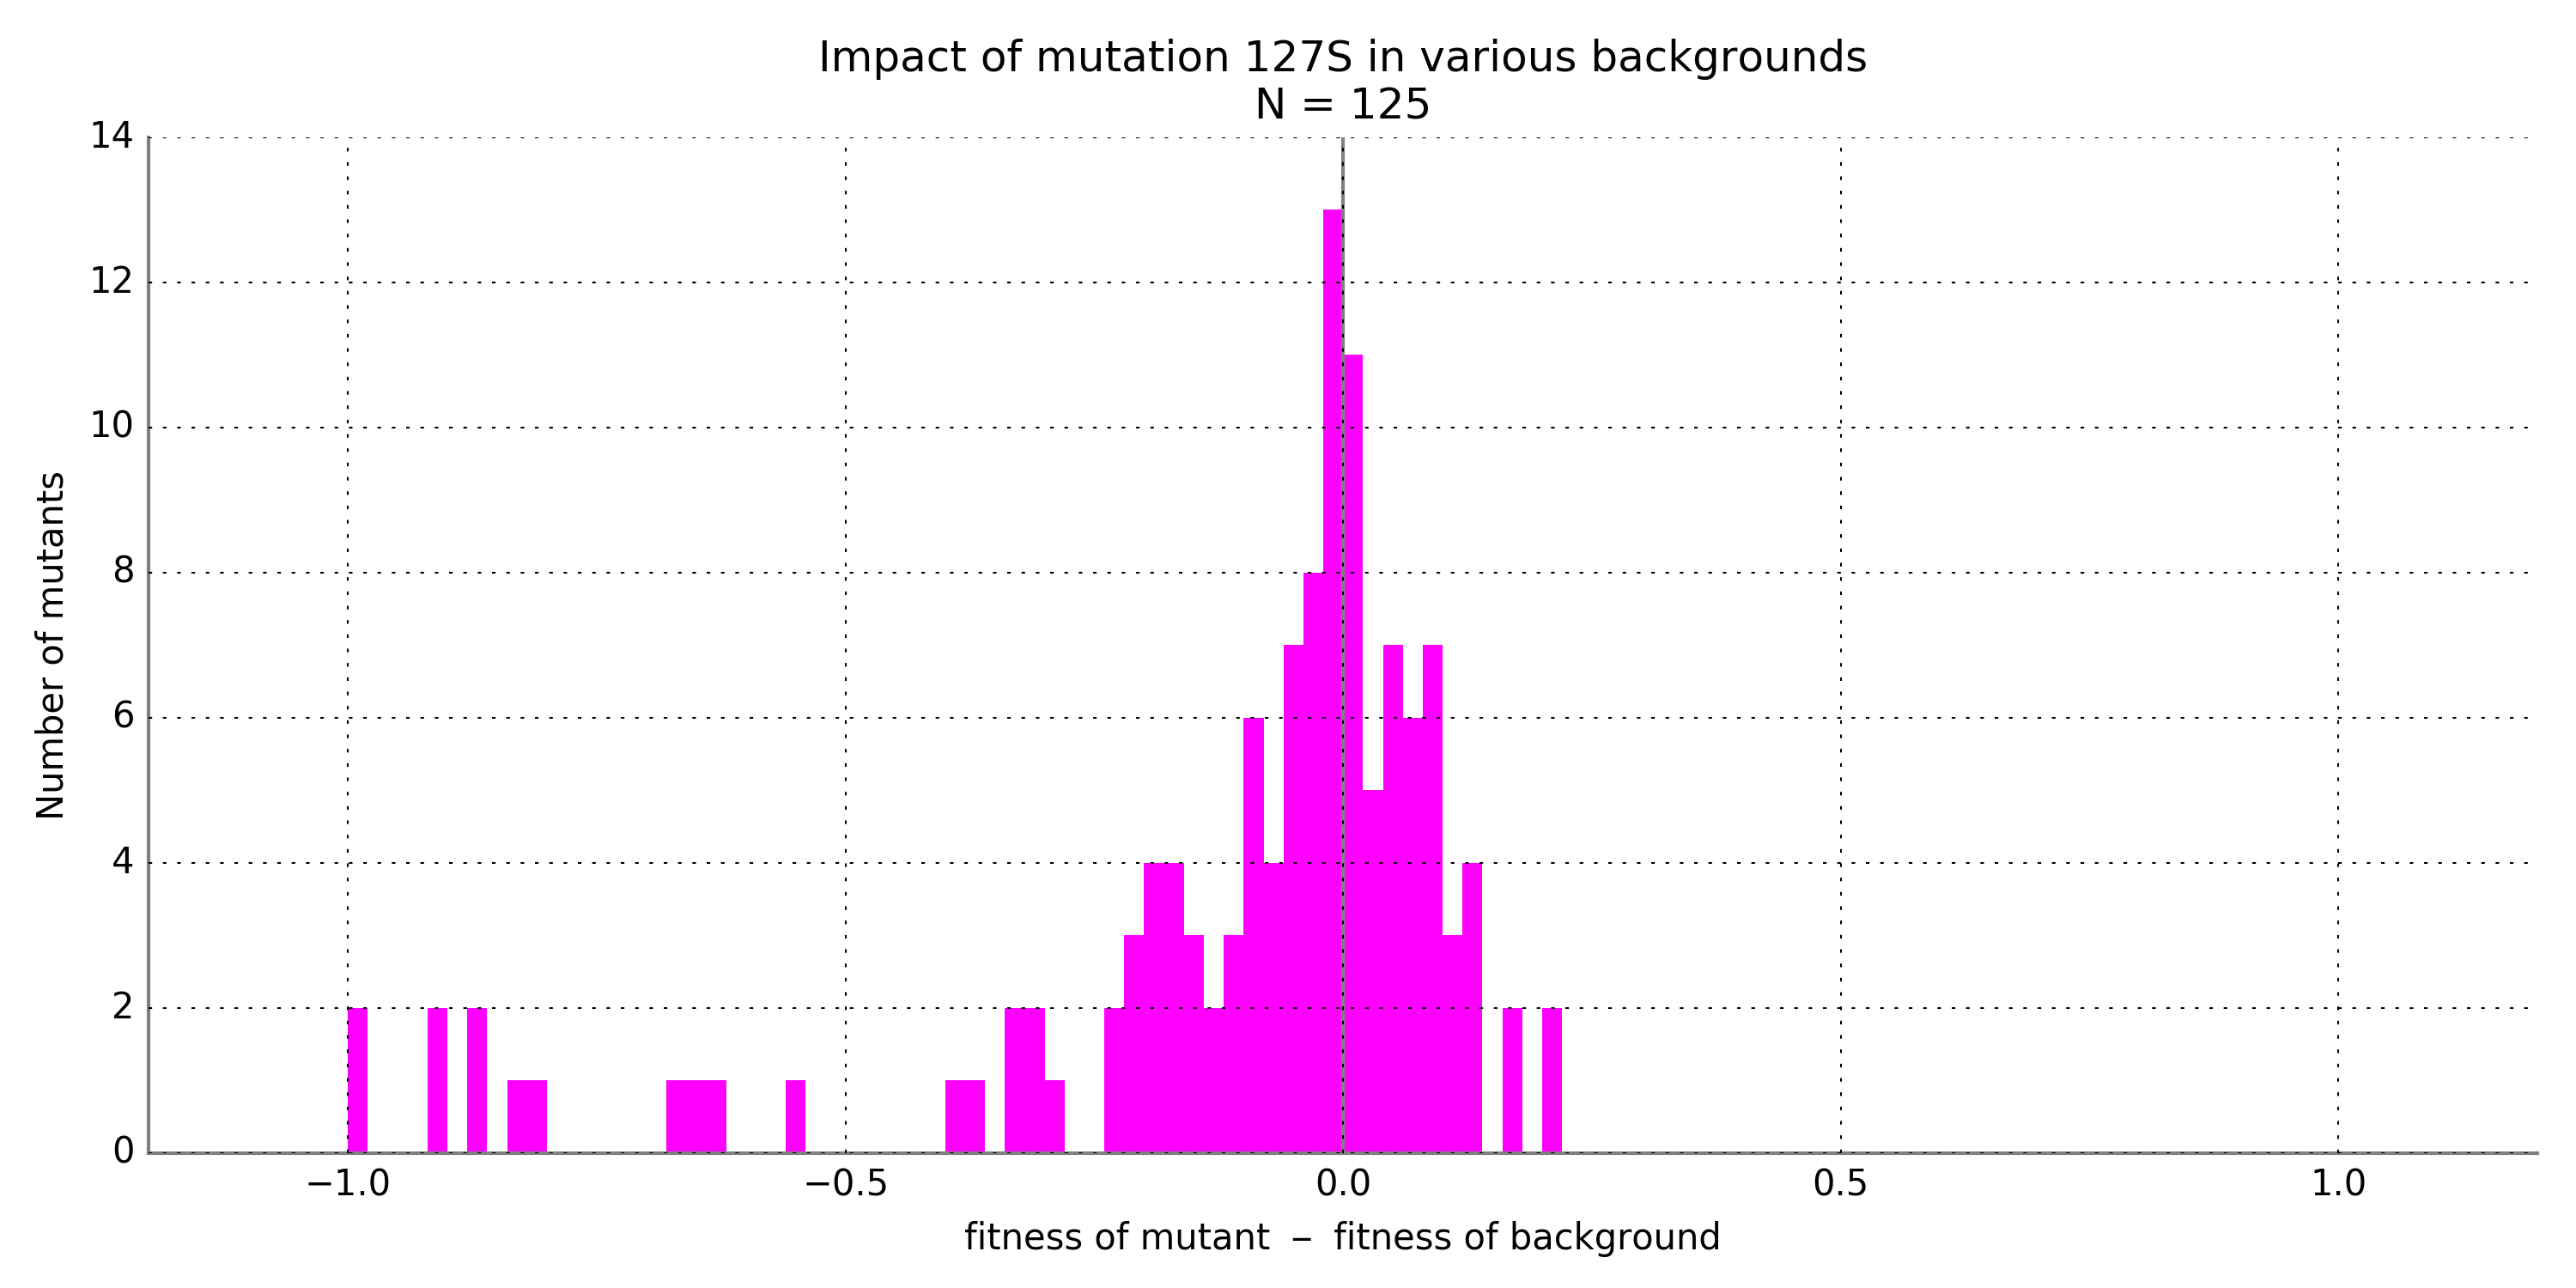 Impact of mutation 127S in various backgrounds
N = 125
14
12
10
8
6
4
2
0
Number of mutants
−1.0 −0.5 0.0 0.5 1.0
fitness of mutant – fitness of background